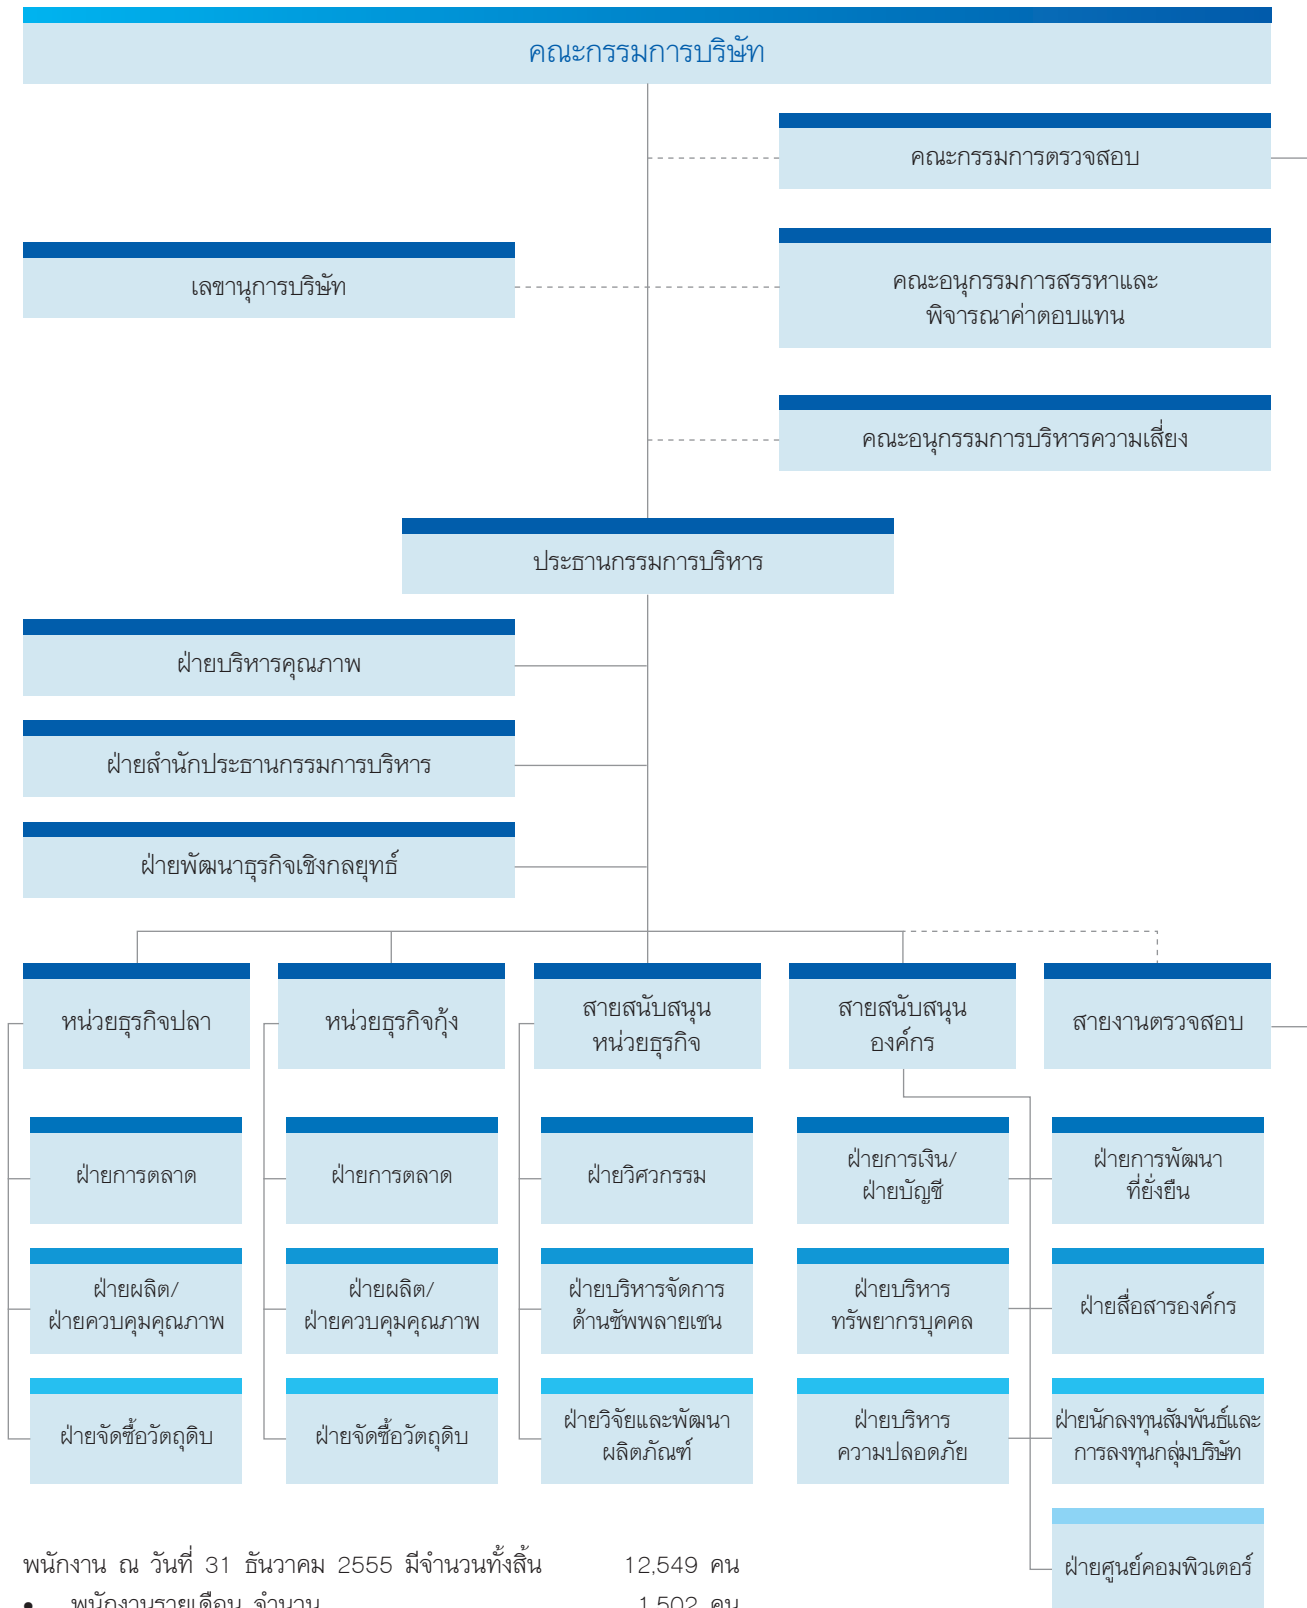 คณะกรรมการบริษัท
คณะกรรมการตรวจสอบ
เลขานุการบริษัท
คณะอนุกรรมการสรรหาและ
พิจารณาค่าตอบแทน
คณะอนุกรรมการบริหารความเสี่ยง
ประธานกรรมการบริหาร
ฝ่ายบริหารคุณภาพ
ฝ่ายสำนักประธานกรรมการบริหาร
ฝ่ายพัฒนาธุรกิจเชิงกลยุทธ์
หน่วยธุรกิจปลา
หน่วยธุรกิจกุ้ง
สายสนับสนุน
หน่วยธุรกิจ
สายสนับสนุน
องค์กร
สายงานตรวจสอบ
ฝ่ายการตลาด
ฝ่ายการตลาด
ฝ่ายวิศวกรรม
ฝ่ายการเงิน/
ฝ่ายบัญชี
ฝ่ายการพัฒนา
ที่ยั่งยืน
ฝ่ายผลิต/
ฝ่ายควบคุมคุณภาพ
ฝ่ายผลิต/
ฝ่ายควบคุมคุณภาพ
ฝ่ายบริหารจัดการ
ด้านซัพพลายเชน
ฝ่ายบริหาร
ทรัพยากรบุคคล
ฝ่ายสื่อสารองค์กร
ฝ่ายจัดซื้อวัตถุดิบ
ฝ่ายจัดซื้อวัตถุดิบ
ฝ่ายวิจัยและพัฒนา
ผลิตภัณฑ์
ฝ่ายบริหาร
ความปลอดภัย
ฝ่ายนักลงทุนสัมพันธ์และ
การลงทุนกลุ่มบริษัท
ฝ่ายศูนย์คอมพิวเตอร์
พนักงาน ณ วันที่ 31 ธันวาคม 2555 มีจำนวนทั้งสิ้น 12,549 คน
• พนักงานรายเดือน จำนวน 1,502 คน